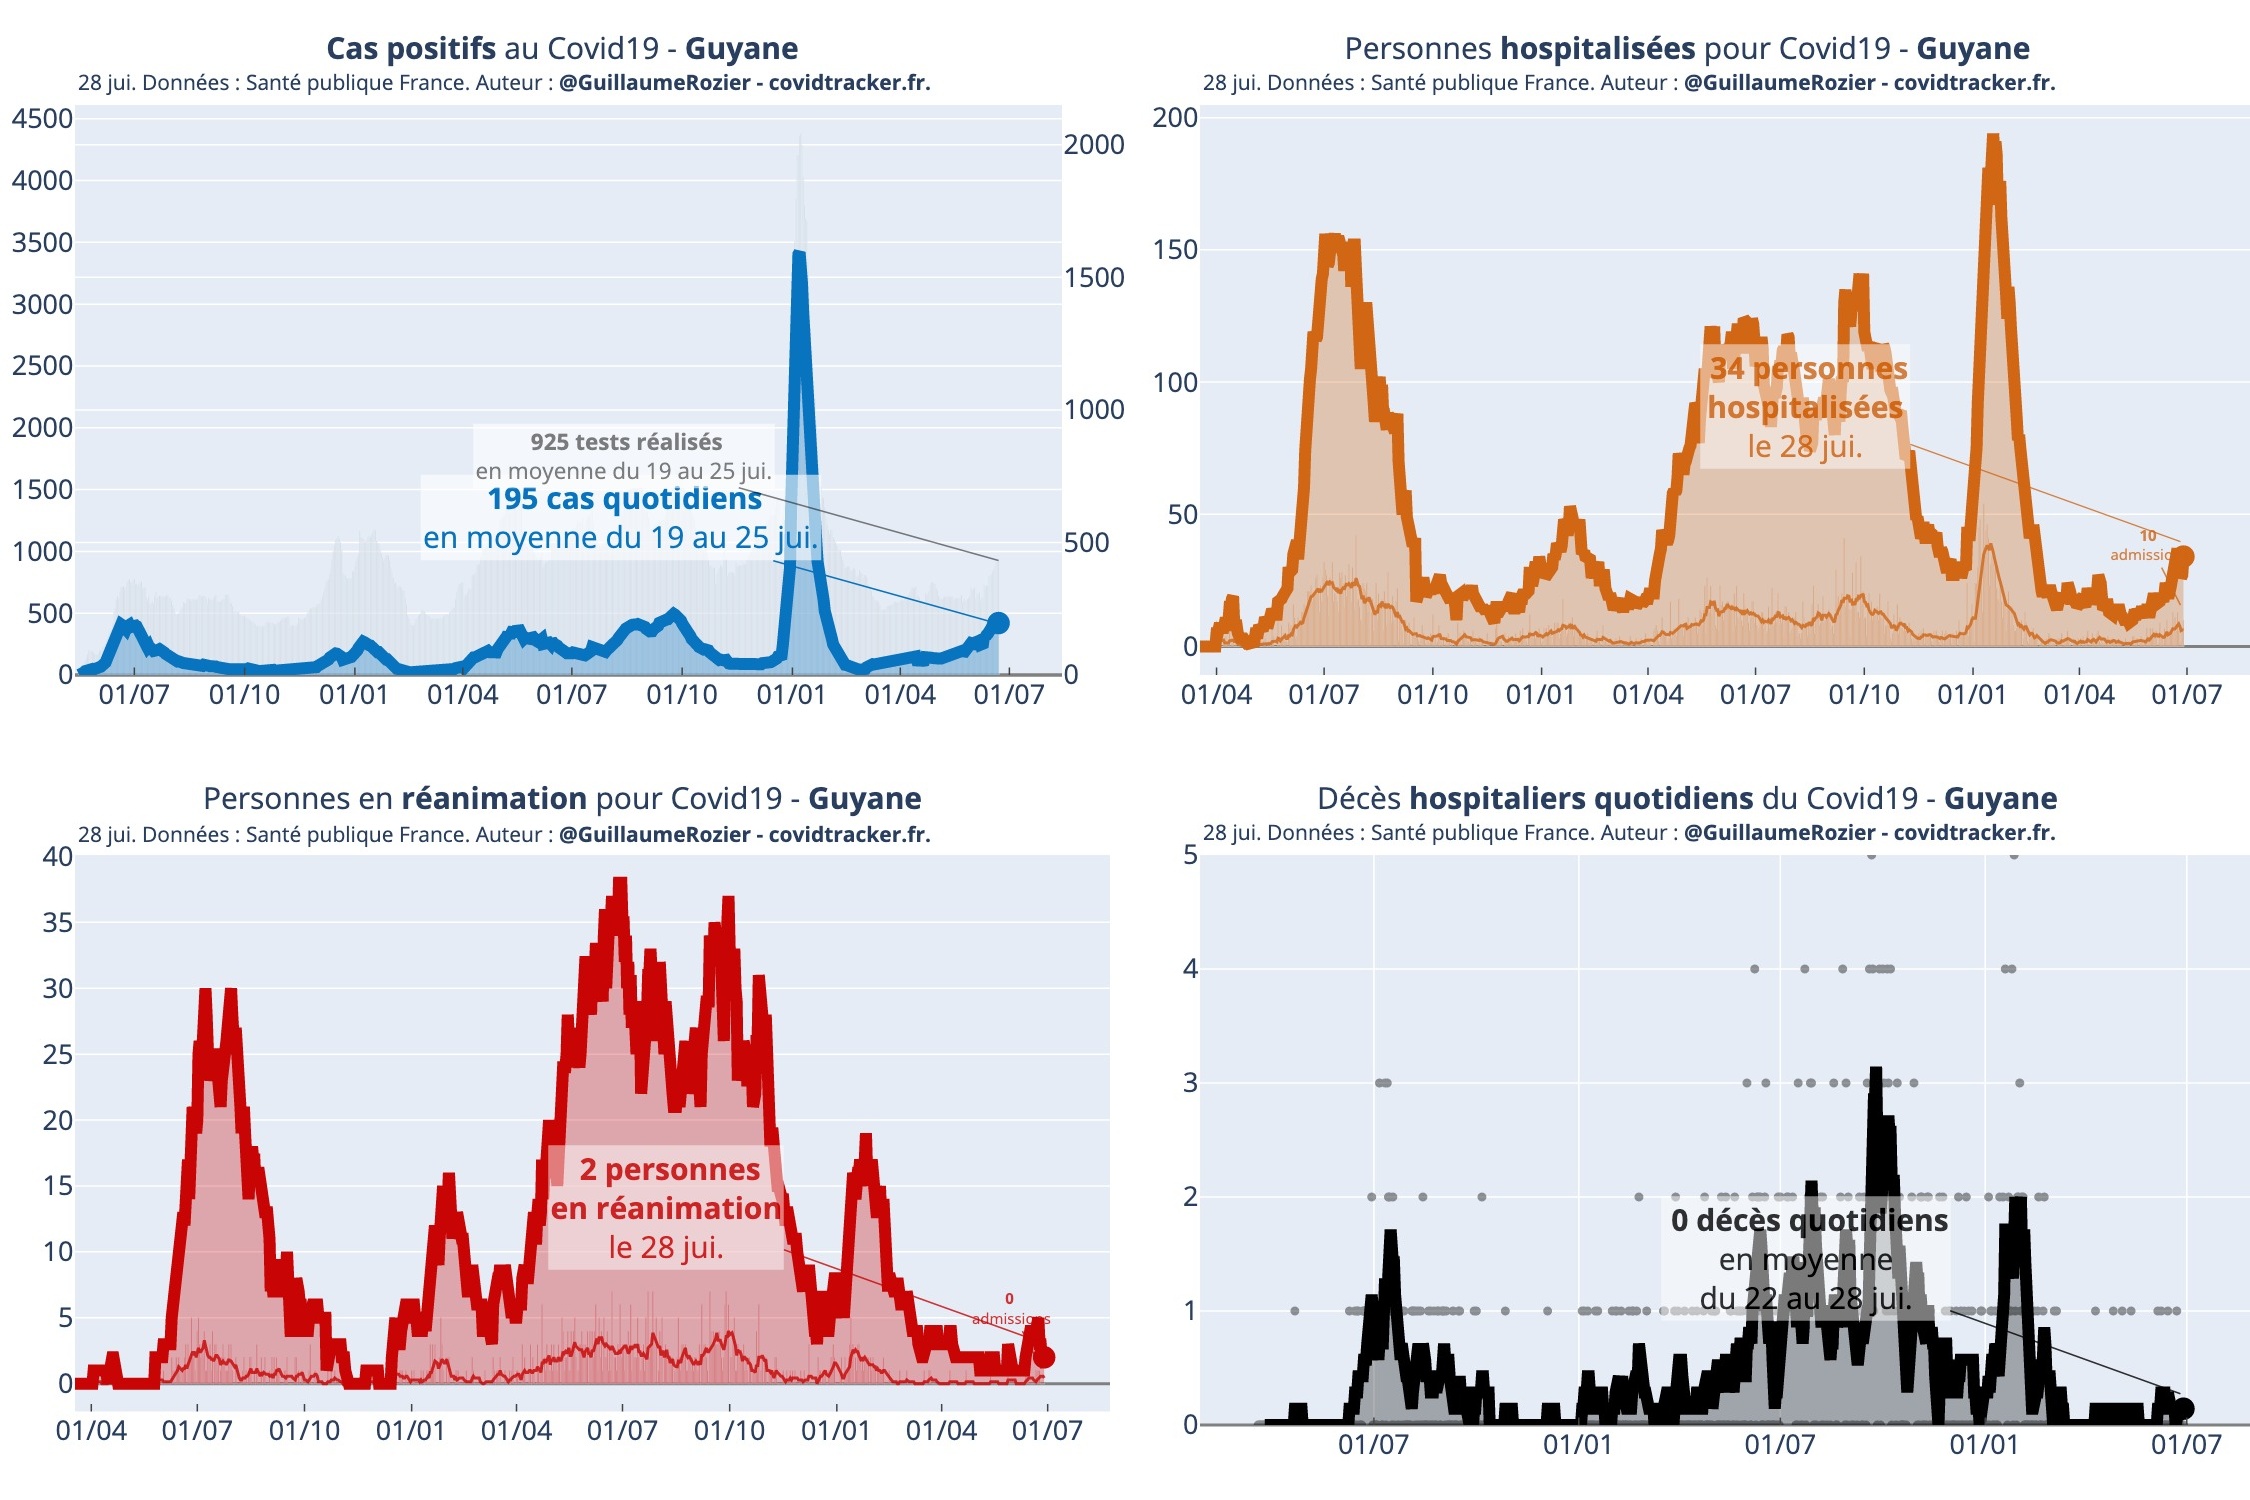 Cas positifs au Covid19 - Guyane
28 jui. Données : Santé publique France. Auteur : @GuillaumeRozier - covidtracker.fr.
4500
4000
3500
3000
2500
2000
1500
1000
500
0
2000
1500
1000
500
0
925 tests réalisés
en moyenne du 19 au 25 jui.
195 cas quotidiens
en moyenne du 19 au 25 jui.
01/07 01/10 01/01 01/04 01/07 01/10 01/01 01/04 01/07
Personnes hospitalisées pour Covid19 - Guyane
28 jui. Données : Santé publique France. Auteur : @GuillaumeRozier - covidtracker.fr.
200
150
100
50
0
34 personnes
hospitalisées
le 28 jui.
10
admissio
01/04 01/07 01/10 01/01 01/04 01/07 01/10 01/01 01/04 01/07
Personnes en réanimation pour Covid19 - Guyane
28 jui. Données : Santé publique France. Auteur : @GuillaumeRozier - covidtracker.fr.
40
35
30
25
20
15
10
5
0
2 personnes
en réanimation
le 28 jui.
0
admissions
01/04 01/07 01/10 01/01 01/04 01/07 01/10 01/01 01/04 01/07
Décès hospitaliers quotidiens du Covid19 - Guyane
28 jui. Données : Santé publique France. Auteur : @GuillaumeRozier - covidtracker.fr.
5
4
3
2
1
0
0 décès quotidiens
en moyenne
du 22 au 28 jui.
01/07 01/01 01/07 01/01 01/07